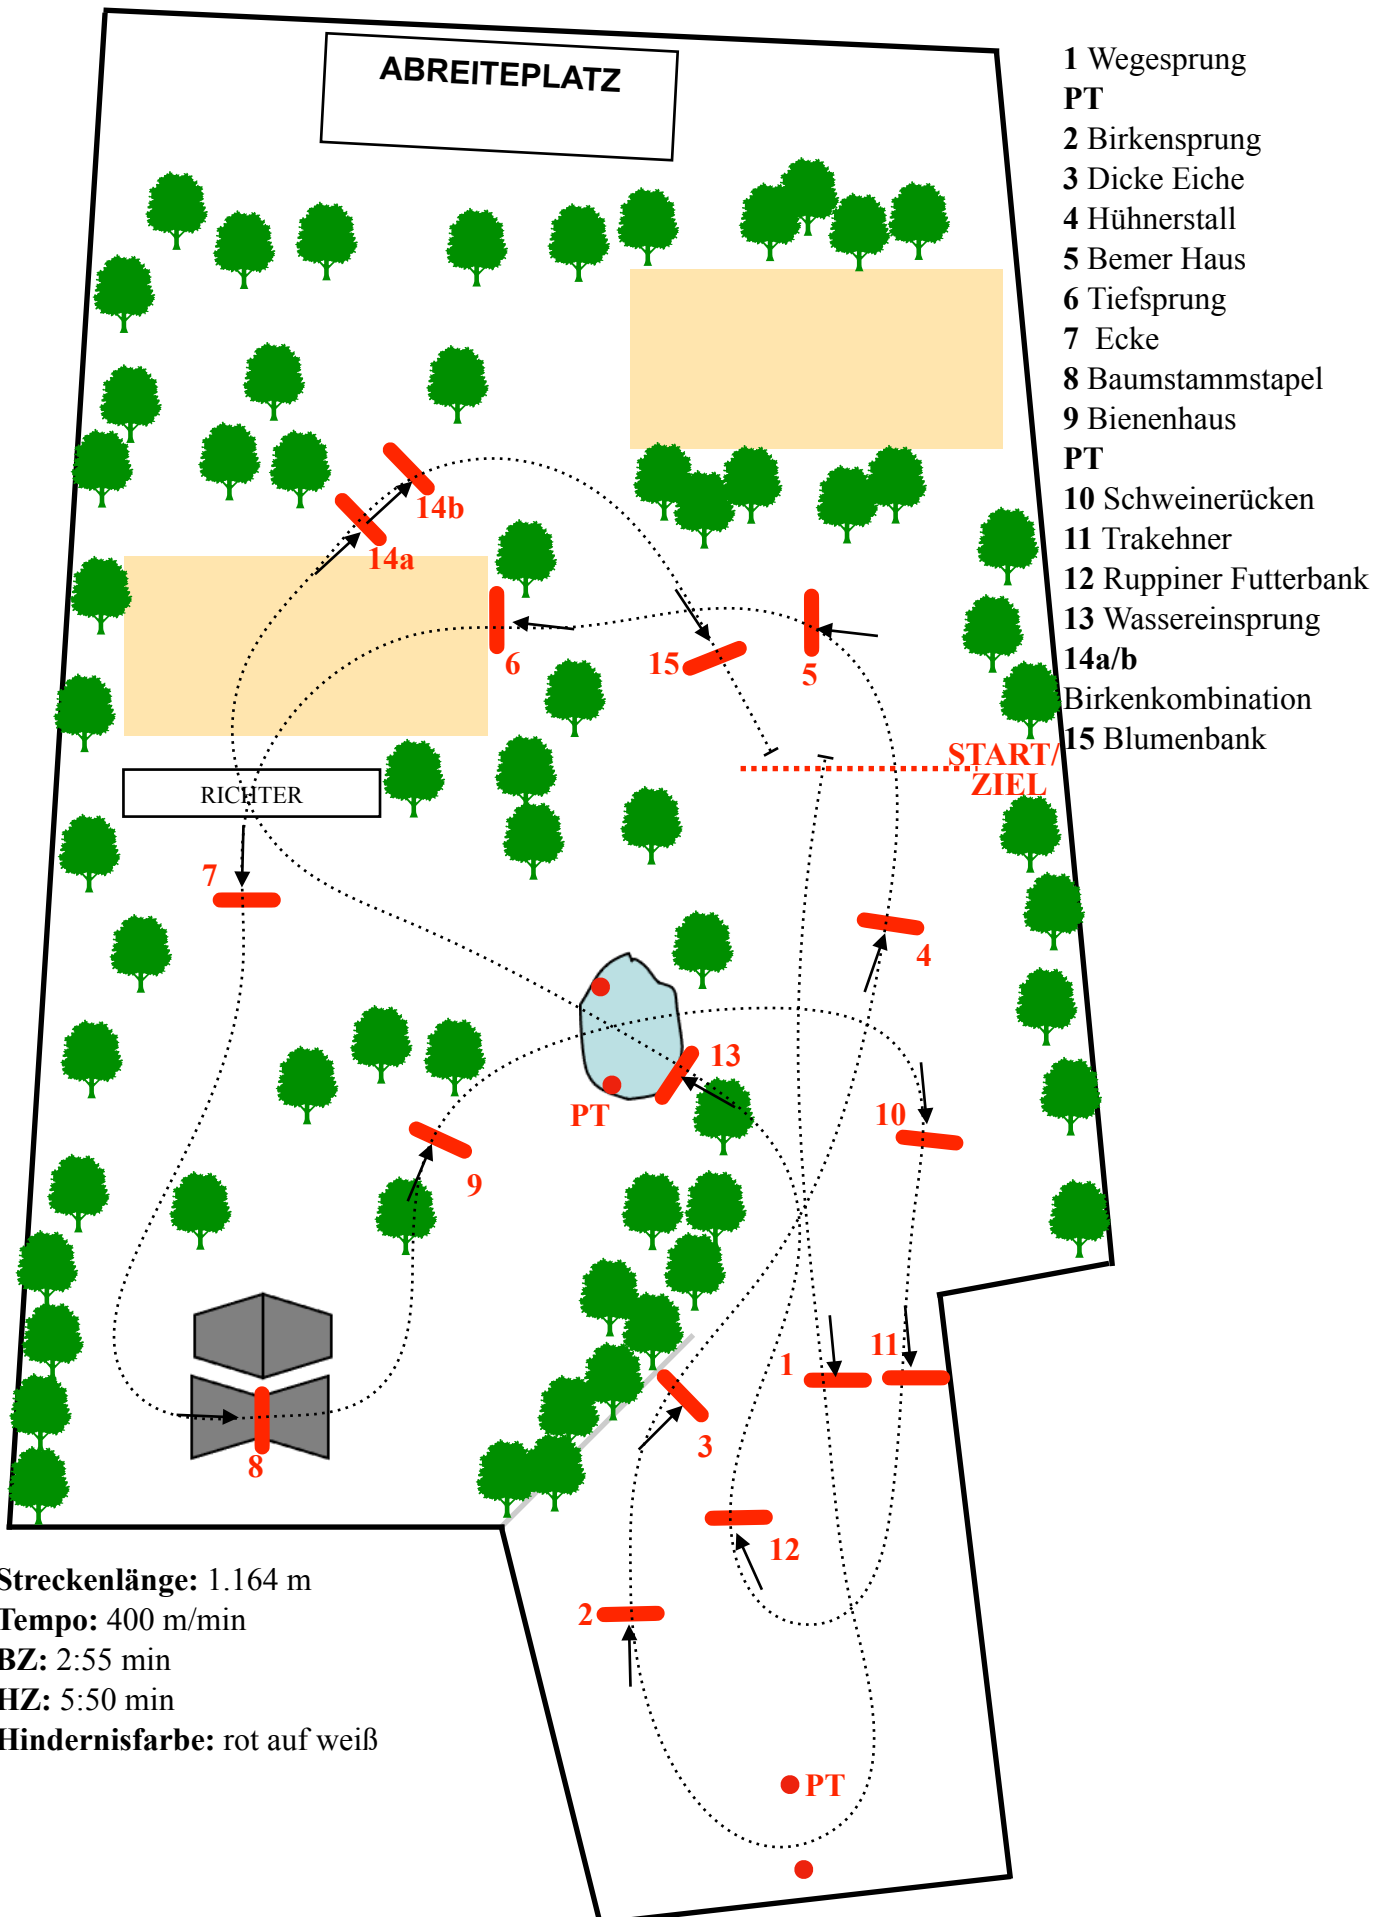 ABREITEPLATZ
1 Wegesprung
PT
2 Birkensprung
3 Dicke Eiche
4 Hühnerstall
5 Bemer Haus
6 Tiefsprung
7 Ecke
8 Baumstammstapel
9 Bienenhaus
PT
10 Schweinerücken
11 Trakehner
12 Ruppiner Futterbank
13 Wassereinsprung
14a/b
Birkenkombination
15 Blumenbank
14b
14a
6
15
5
START/
ZIEL
RICHTER
7
4
13
PT
10
9
1
11
3
8
12
2
PT
Streckenlänge: 1.164 m
Tempo: 400 m/min
BZ: 2:55 min
HZ: 5:50 min
Hindernisfarbe: rot auf weiß